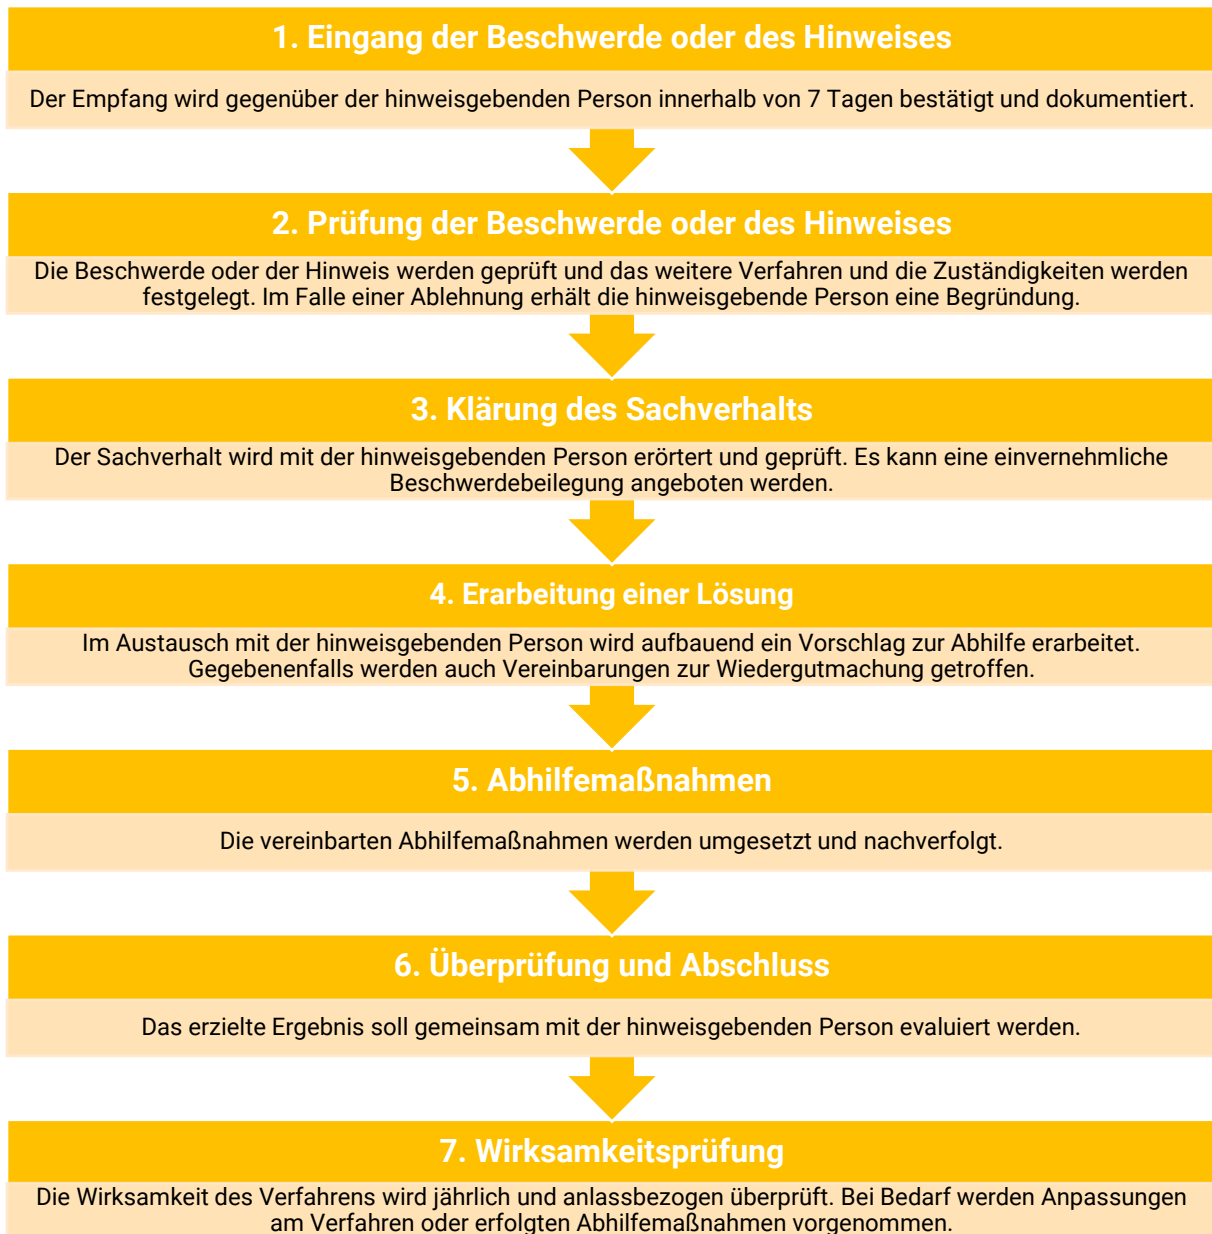 1. Eingang der Beschwerde oder des Hinweises
Der Empfang wird gegenüber der hinweisgebenden Person innerhalb von 7 Tagen bestätigt und dokumentiert.
2. Prüfung der Beschwerde oder des Hinweises
Die Beschwerde oder der Hinweis werden geprüft und das weitere Verfahren und die Zuständigkeiten werden
festgelegt. Im Falle einer Ablehnung erhält die hinweisgebende Person eine Begründung.
3. Klärung des Sachverhalts
Der Sachverhalt wird mit der hinweisgebenden Person erörtert und geprüft. Es kann eine einvernehmliche
Beschwerdebeilegung angeboten werden.
4. Erarbeitung einer Lösung
Im Austausch mit der hinweisgebenden Person wird aufbauend ein Vorschlag zur Abhilfe erarbeitet.
Gegebenenfalls werden auch Vereinbarungen zur Wiedergutmachung getroffen.
5. Abhilfemaßnahmen
Die vereinbarten Abhilfemaßnahmen werden umgesetzt und nachverfolgt.
6. Überprüfung und Abschluss
Das erzielte Ergebnis soll gemeinsam mit der hinweisgebenden Person evaluiert werden.
7. Wirksamkeitsprüfung
Die Wirksamkeit des Verfahrens wird jährlich und anlassbezogen überprüft. Bei Bedarf werden Anpassungen
am Verfahren oder erfolgten Abhilfemaßnahmen vorgenommen.